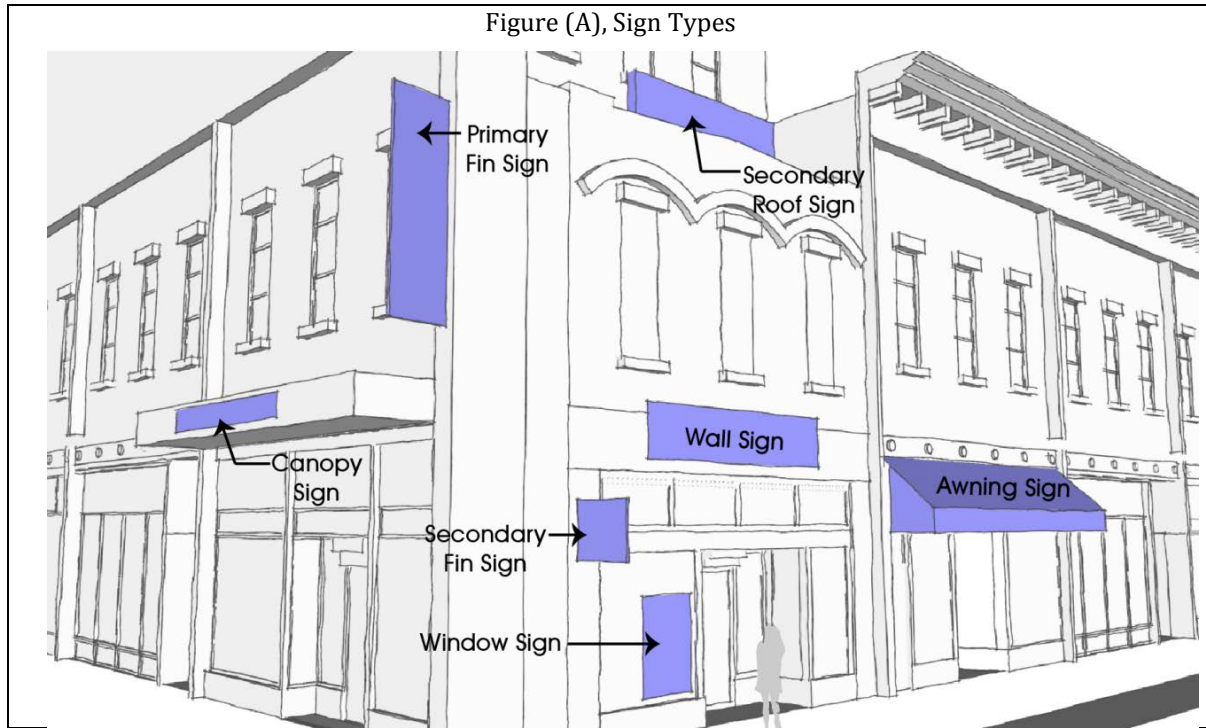 Figure (A), Sign Types
Primary
Fin Sign
Secondary
Roof Sign
Wall Sign
Canopy
Sign
Awning Sign
Secondary
Fin Sign
Window Sign